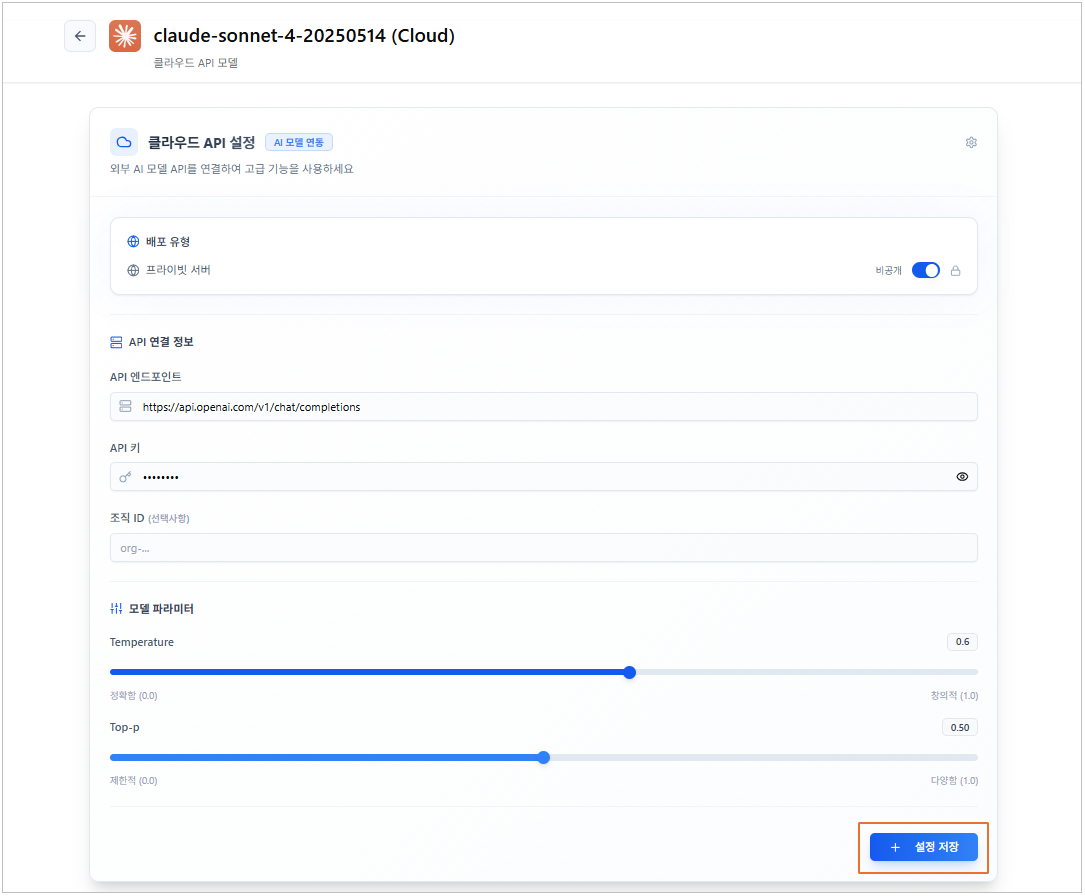 claude-sonnet-4-20250514 (Cloud)
클라우드 API 모델
클라우드 API 설정
AI 모델 연동
외부 AI 모델 API를 연결하여 고급 기능을 사용하세요
배포 유형
프라이빗 서버
비공개
API 연결 정보
API 엔드포인트
https://api.openai.com/v1/chat/completions
API 키
••••••••
조직 ID (선택사항)
org-...
모델 파라미터
Temperature
0.6
정확함 (0.0)
창의적 (1.0)
Top-p
0.50
제한적 (0.0)
다양함 (1.0)
+ 설정 저장